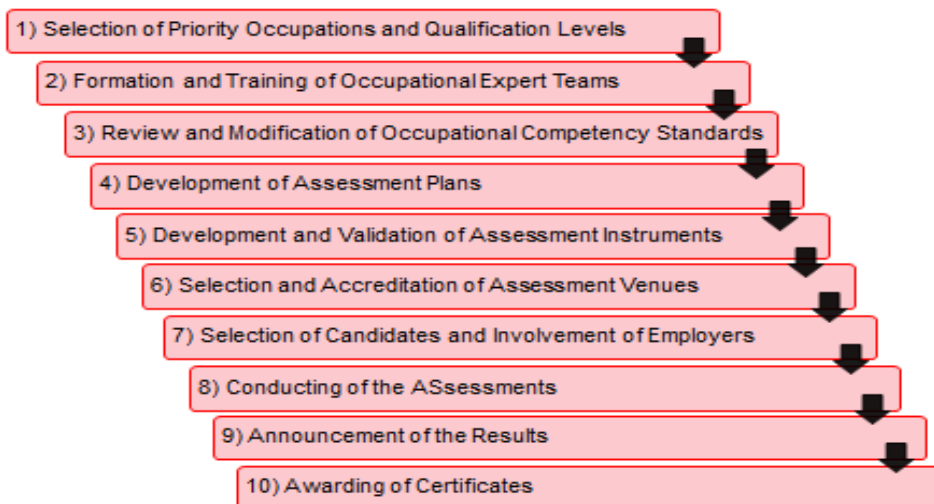 1) Selection of Priority Occupations and Qualification Levels
2) Formation and Training of Occupational Expert Teams
3) Review and Modification of Occupational Competency Standards
4) Development of Assessment Plans
5) Development and Validation of Assessment Instruments
6) Selection and Accreditation of Assessment Venues
7) Selection of Candidates and Involvement of Employers
8) Conducting of the ASsessments
9) Announcement of the Results
10) Awarding of Certificates